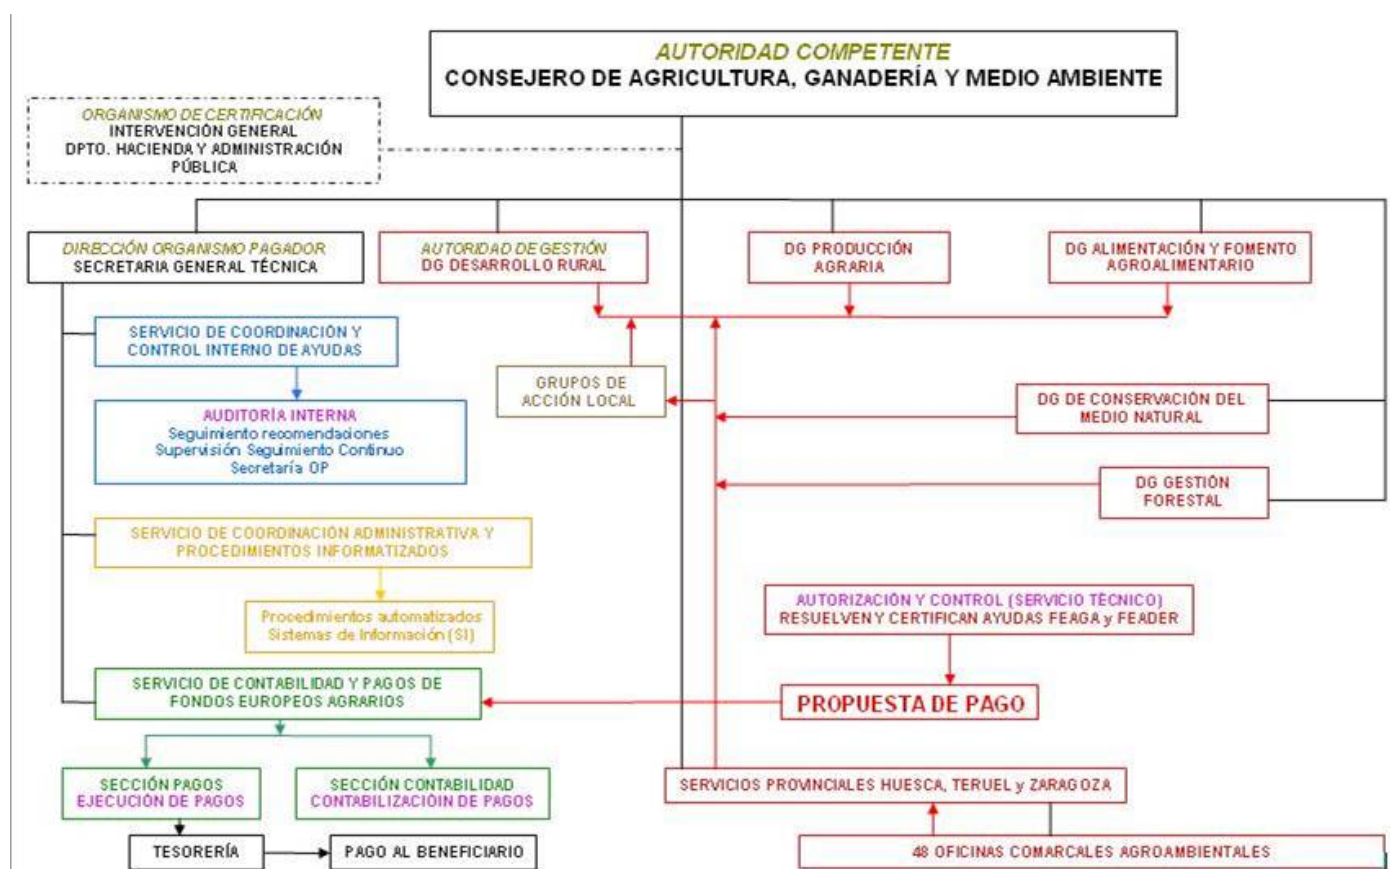 AUTORIDAD COMPETENTE
CONSEJERO DE AGRICULTURA, GANADERÍA Y MEDIO AMBIENTE
ORGANISMO DE CERTIFICACIÓN
INTERVENCIÓN GENERAL
DPTO. HACIENDA Y ADMINISTRACIÓN
PÚBLICA
DIRECCIÓN ORGANISMO PAGADOR
SECRETARIA GENERAL TÉCNICA
AUTORIDAD DE GESTIÓN
DG DESARROLLO RURAL
DG PRODUCCIÓN
AGRARIA
DG ALIMENTACIÓN Y FOMENTO
AGROALIMENTARIO
SERVICIO DE COORDINACIÓN Y
CONTROL INTERNO DE AYUDAS
GRUPOS DE
ACCIÓN LOCAL
DG DE CONSERVACIÓN DEL
MEDIO NATURAL
AUDITORÍA INTERNA
Seguimiento recomendaciones
Supervisión Seguimiento Continuo
Secretaría OP
DG GESTIÓN
FORESTAL
SERVICIO DE COORDINACIÓN ADMINISTRATIVA Y
PROCEDIMIENTOS INFORMATIZADOS
Procedimientos automatizados
Sistemas de Información (SI)
AUTORIZACIÓN Y CONTROL (SERVICIO TÈCNICO)
RESUELVEN Y CERTIFICAN AYUDAS FEAGA y FEADER
SERVICIO DE CONTABILIDAD Y PAGOS DE
FONDOS EUROPEOS AGRARIOS
PROPUESTA DE PAGO
SECCIÓN PAGOS
EJECUCIÓN DE PAGOS
SECCIÓN CONTABILIDAD
CONTABILIZACIÓIN DE PAGOS
SERVICIOS PROVINCIALES HUESCA, TERUEL y ZARAGOZA
TESORERÍA
PAGO AL BENEFICIARIO
48 OFICINAS COMARCALES AGROAMBIENTALES